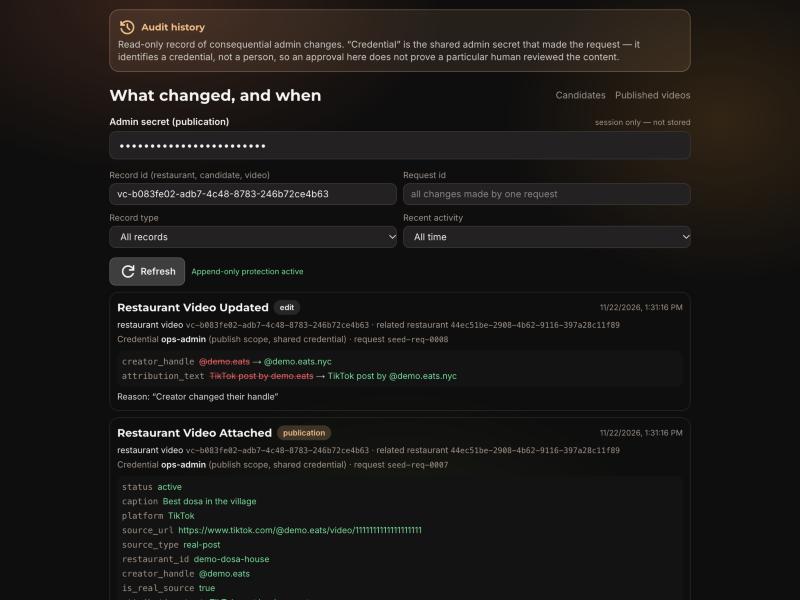 Audit history
Read-only record of consequential admin changes. “Credential” is the shared admin secret that made the request — it
identifies a credential, not a person, so an approval here does not prove a particular human reviewed the content.
What changed, and when
Candidates Published videos
Admin secret (publication)
session only — not stored
••••••••••••••••••••••••
Record id (restaurant, candidate, video)
Request id
vc-b083fe02-adb7-4c48-8783-246b72ce4b63
all changes made by one request
Record type
Recent activity
All records
All time
Refresh
Append-only protection active
Restaurant Video Updated edit 11/22/2026, 1:31:16 PM
restaurant video vc-b083fe02-adb7-4c48-8783-246b72ce4b63 · related restaurant 44ec51be-2908-4b62-9116-397a28c11f89
Credential ops-admin (publish scope, shared credential) · request seed-req-0008
creator_handle @demo.eats → @demo.eats.nyc
attribution_text TikTok post by demo.eats → TikTok post by @demo.eats.nyc
Reason: “Creator changed their handle”
Restaurant Video Attached publication 11/22/2026, 1:31:16 PM
restaurant video vc-b083fe02-adb7-4c48-8783-246b72ce4b63 · related restaurant 44ec51be-2908-4b62-9116-397a28c11f89
Credential ops-admin (publish scope, shared credential) · request seed-req-0007
status active
caption Best dosa in the village
platform TikTok
source_url https://www.tiktok.com/@demo.eats/video/1111111111111111111
source_type real-post
restaurant_id demo-dosa-house
creator_handle @demo.eats
is_real_source true